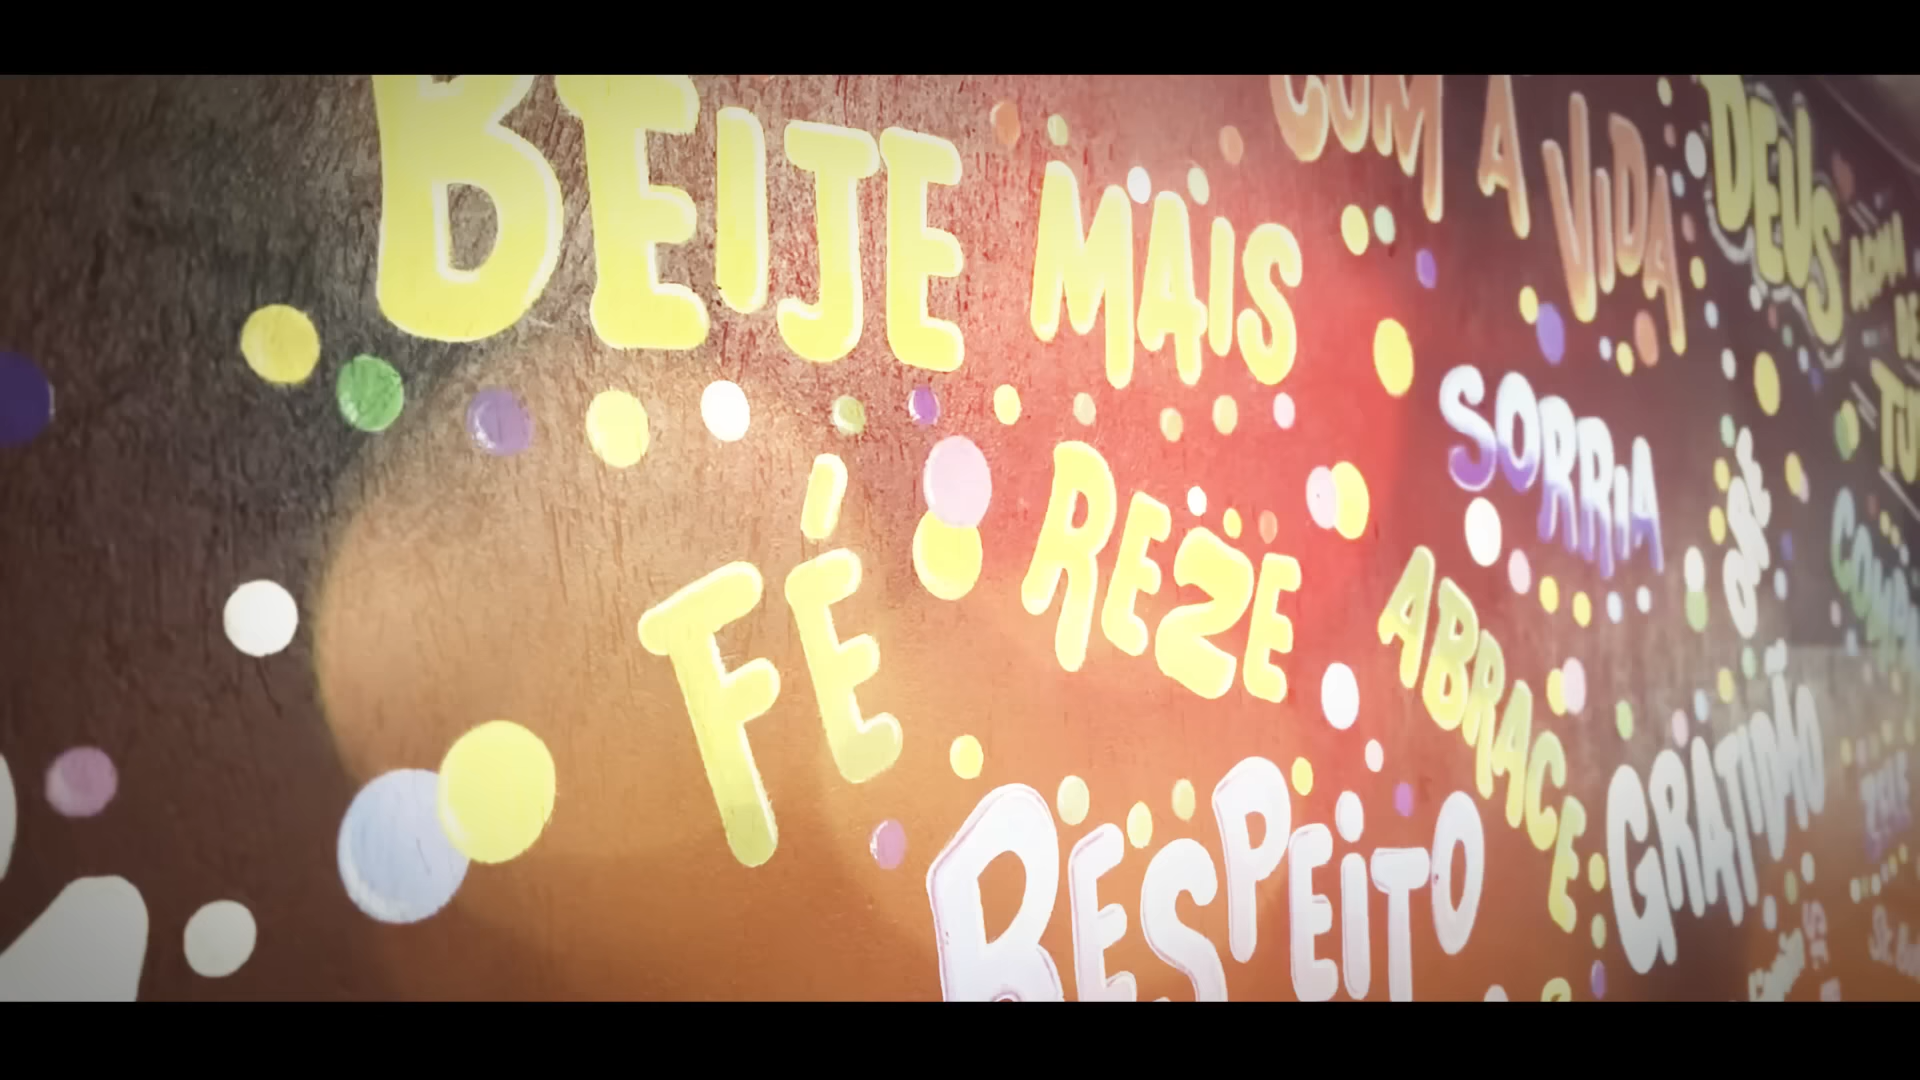 BEIJE MAIS
COM A VIDA
DEUS
SORRIA
FÉ
REZE
ABRACE
RESPEITO
GRATIDÃO